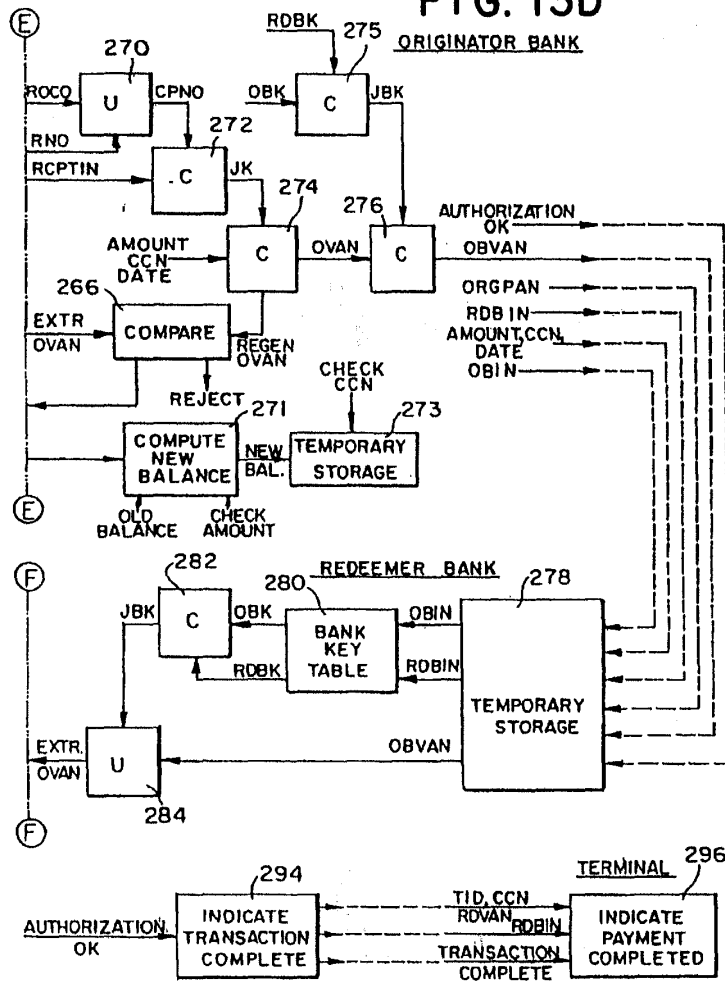 FIG. 13D
E
RDBK
275
ORIGINATOR BANK
270
ROCO
U
CPNO
OBK
C
JBK
RNO
272
RCPTIN
C
JK
274
276
AUTHORIZATION
OK
AMOUNT
CCN
DATE
C
OVAN
C
OBVAN
266
ORGPAN
EXTR
OVAN
COMPARE
REGEN
OVAN
RDBIN
AMOUNT, CCN,
DATE
OBIN
REJECT
CHECK
CCN
271
273
COMPUTE
NEW
BALANCE
NEW
BAL.
TEMPORARY
STORAGE
E
OLD
BALANCE
CHECK
AMOUNT
F
282
REDEEMER BANK
280
278
JBK
C
OBK
BANK
KEY
TABLE
OBIN
RDBK
RDBIN
TEMPORARY
STORAGE
EXTR.
OVAN
U
OBVAN
284
F
294
TERMINAL
296
AUTHORIZATION
OK
INDICATE
TRANSACTION
COMPLETE
TID, CCN
RDVAN
RDBIN
TRANSACTION
COMPLETE
INDICATE
PAYMENT
COMPLETED